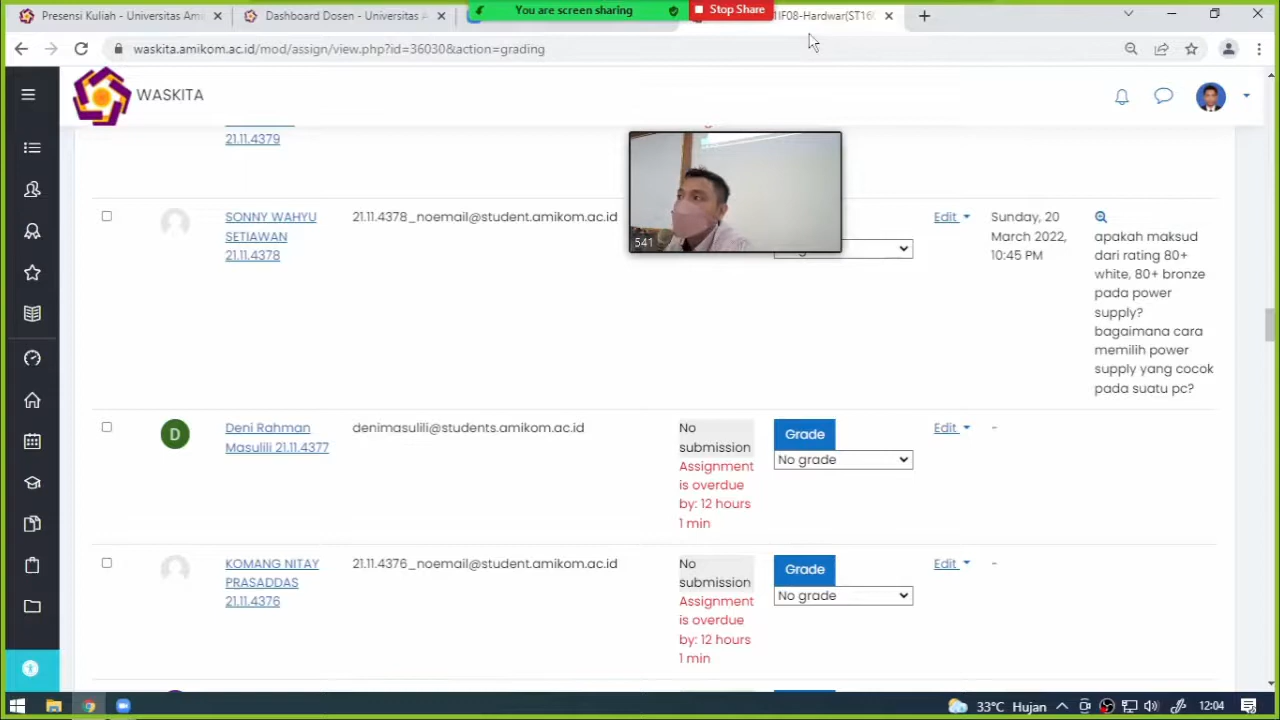 Presensi Kuliah - Universitas Ami
Dashboard Dosen - Universitas
You are screen sharing
Stop Share
1IF08-Hardwar(ST16
waskita.amikom.ac.id/mod/assign/view.php?id=36030&action=grading
WASKITA
21.11.4379
SONNY WAHYU
SETIAWAN
21.11.4378
21.11.4378_noemail@student.amikom.ac.id
541
Edit
Sunday, 20
March 2022,
10:45 PM
apakah maksud
dari rating 80+
white, 80+ bronze
pada power
supply?
bagaimana cara
memilih power
supply yang cocok
pada suatu pc?
D
Deni Rahman
Masulili 21.11.4377
denimasulili@students.amikom.ac.id
No
submission
Assignment
is overdue
by: 12 hours
1 min
Grade
No grade
Edit
-
KOMANG NITAY
PRASADDAS
21.11.4376
21.11.4376_noemail@student.amikom.ac.id
No
submission
Assignment
is overdue
by: 12 hours
1 min
Grade
No grade
Edit
-
33°C Hujan
12:04